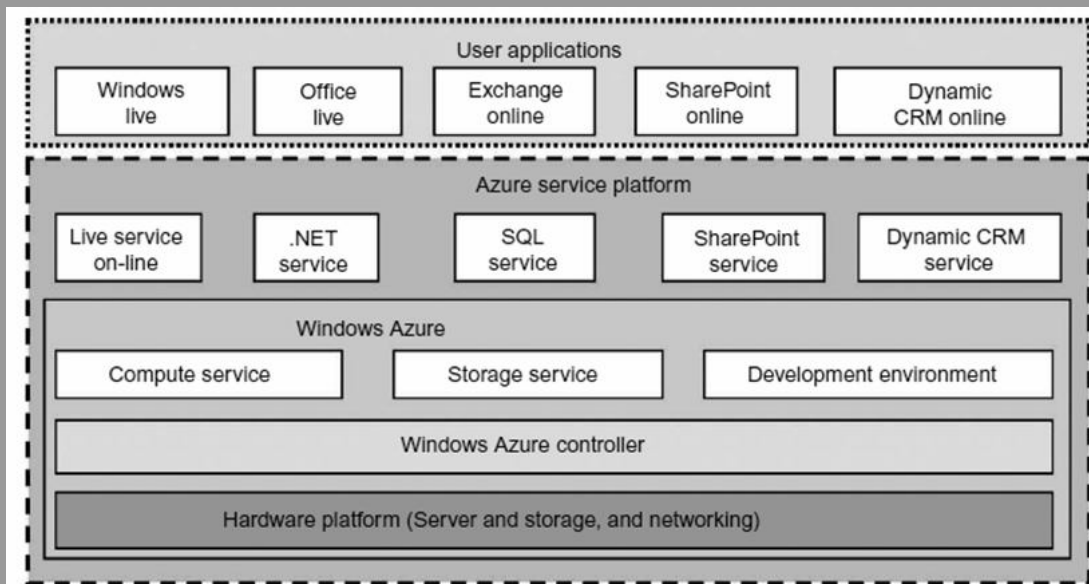 User applications
Windows
live
Office
live
Exchange
online
SharePoint
online
Dynamic
CRM online
Azure service platform
Live service
on-line
.NET
service
SQL
service
SharePoint
service
Dynamic CRM
service
Windows Azure
Compute service
Storage service
Development environment
Windows Azure controller
Hardware platform (Server and storage, and networking)